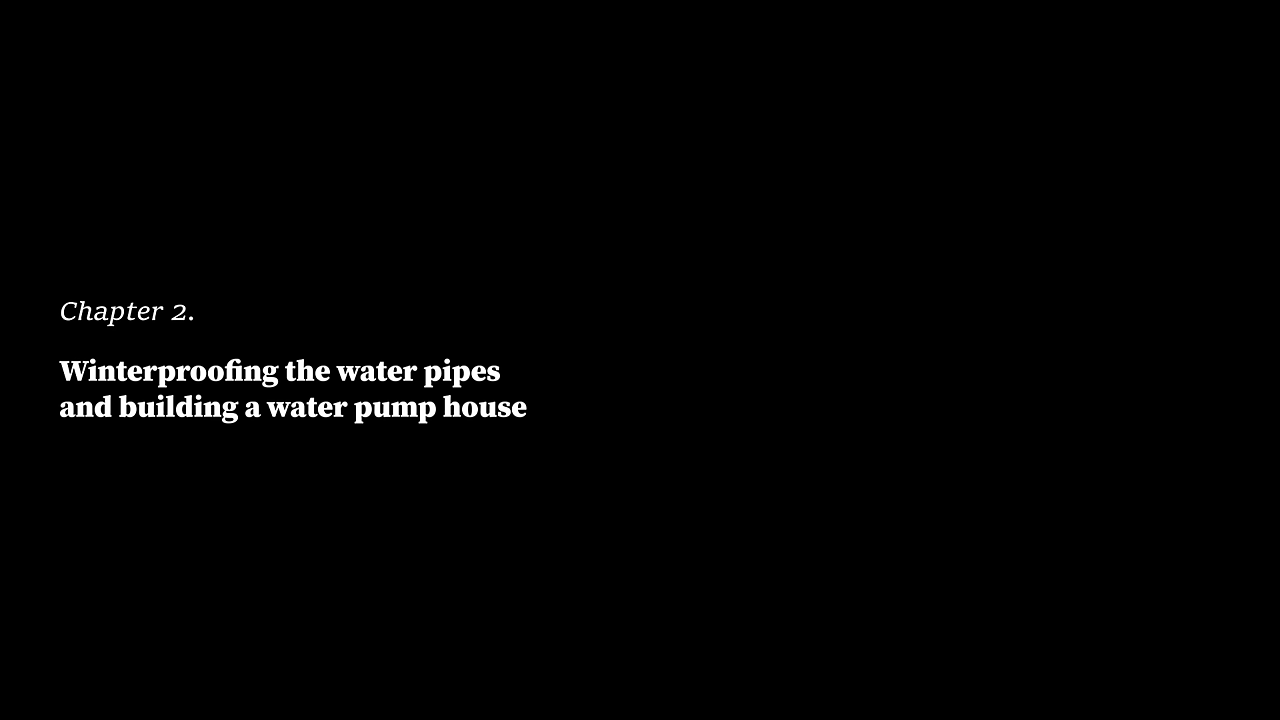 Chapter 2.
Winterproofing the water pipes
and building a water pump house